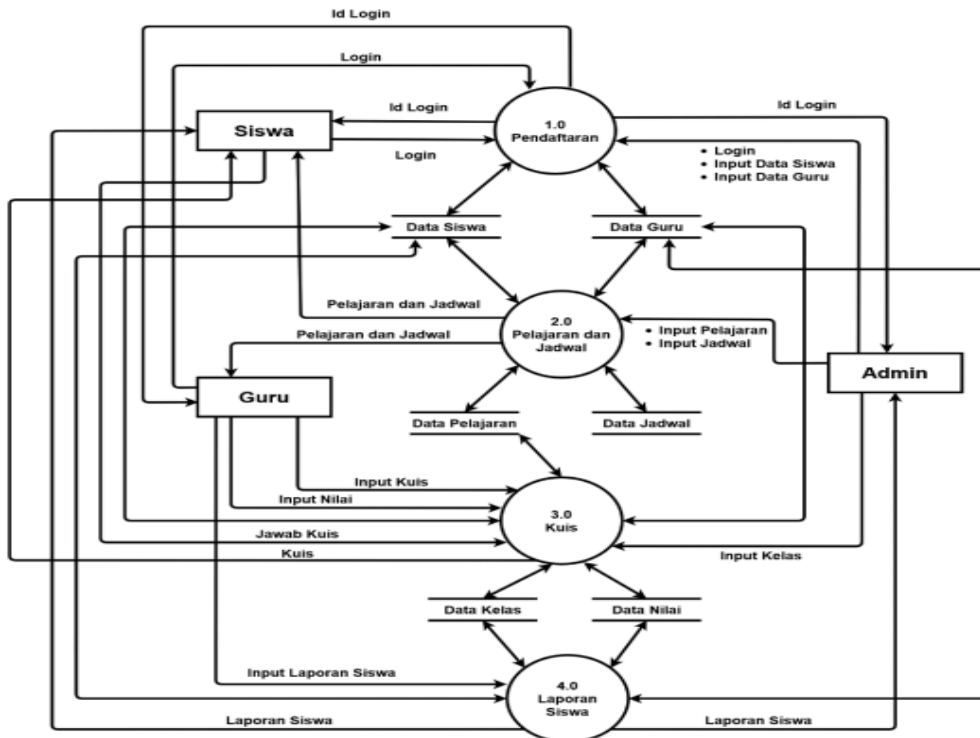 Id Login
Login
Id Login
Id Login
Siswa
1.0
Pendaftaran
Login
• Login
• Input Data Siswa
• Input Data Guru
Data Siswa
Data Guru
Pelajaran dan Jadwal
2.0
Pelajaran dan
Jadwal
• Input Pelajaran
• Input Jadwal
Pelajaran dan Jadwal
Admin
Guru
Data Pelajaran
Data Jadwal
Input Kuis
Input Nilai
3.0
Kuis
Jawab Kuis
Kuis
Input Kelas
Data Kelas
Data Nilai
Input Laporan Siswa
4.0
Laporan
Siswa
Laporan Siswa
Laporan Siswa